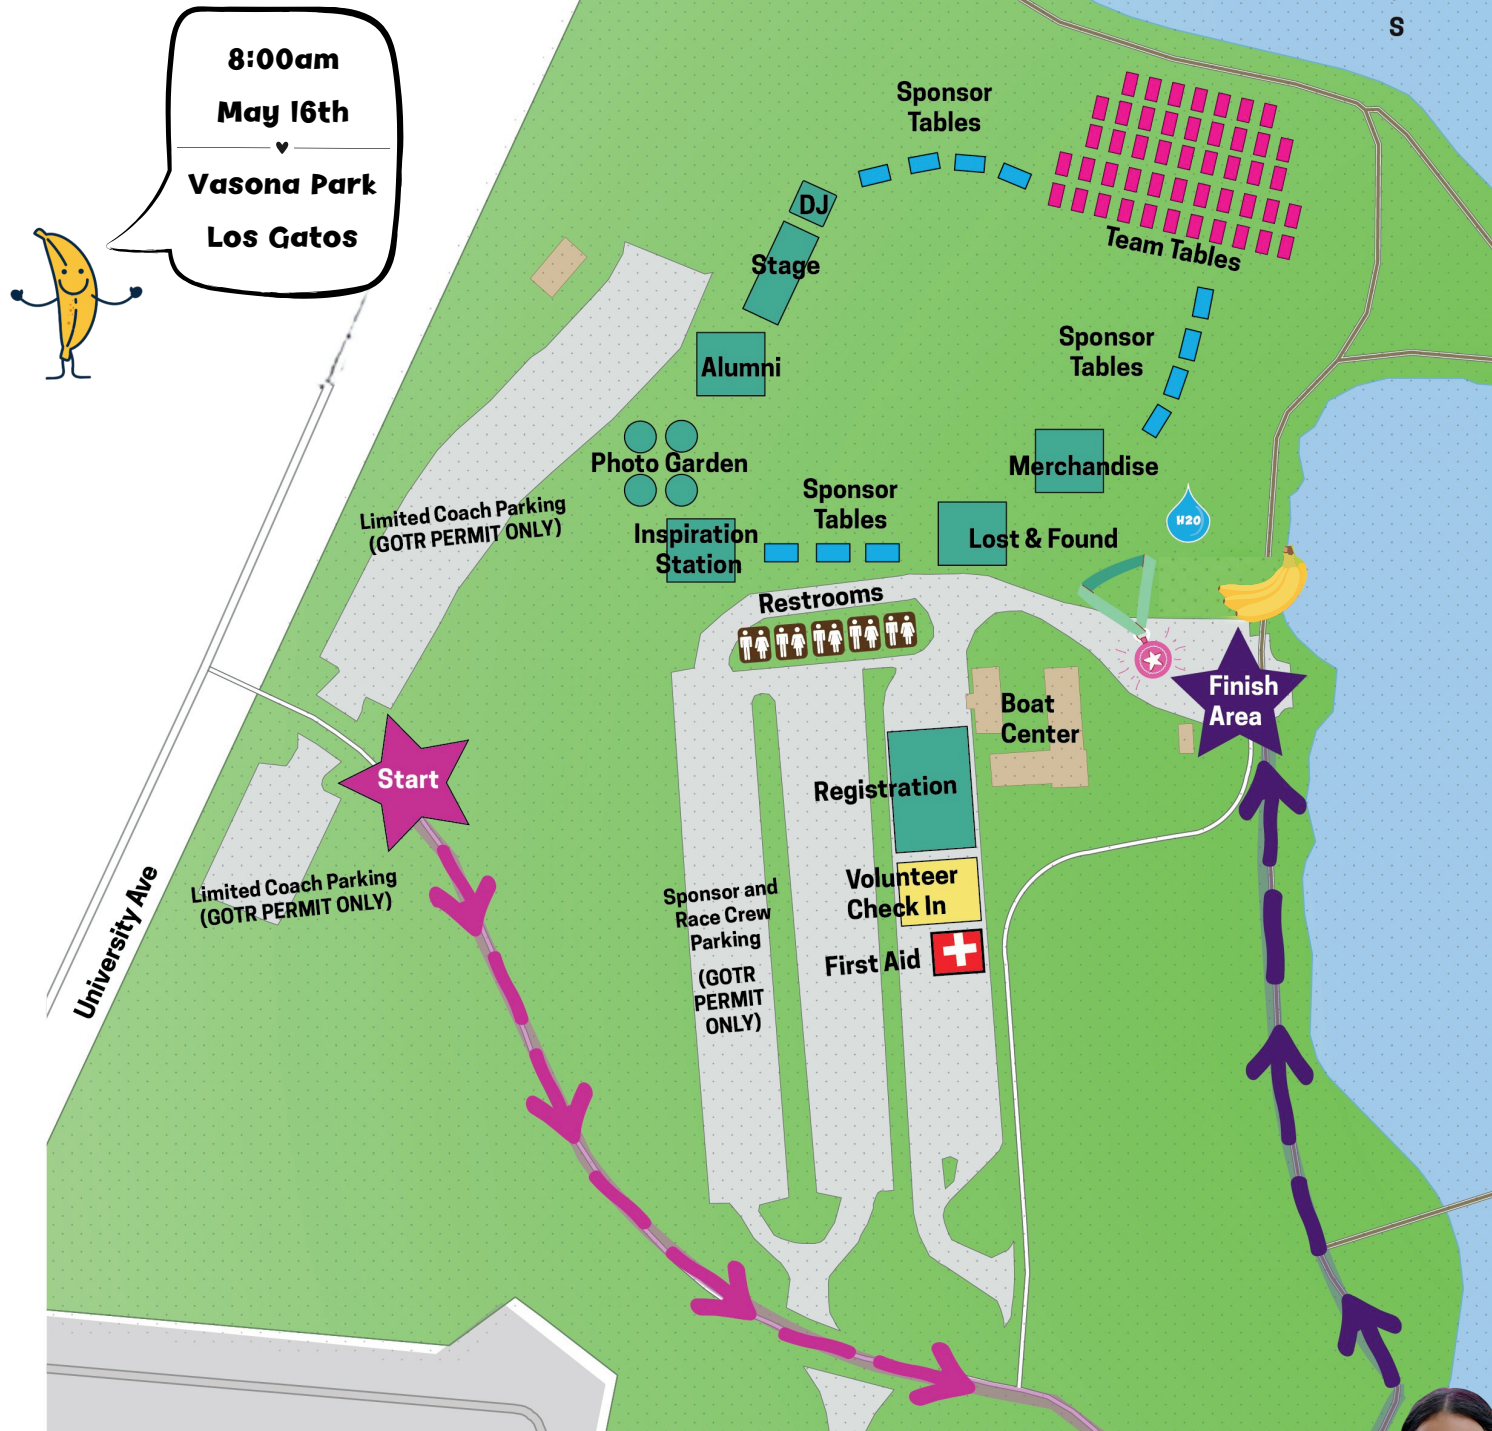 8:00am
May 16th
Vasona Park
Los Gatos
S
Sponsor
Tables
DJ
Stage
Team Tables
Alumni
Sponsor
Tables
Photo Garden
Merchandise
Limited Coach Parking
(GOTR PERMIT ONLY)
Sponsor
Tables
H2O
Inspiration
Station
Lost & Found
Restrooms
Finish
Area
Boat
Center
Start
Registration
Limited Coach Parking
(GOTR PERMIT ONLY)
University Ave
Sponsor and
Race Crew
Parking
(GOTR
PERMIT
ONLY)
Volunteer
Check In
First Aid